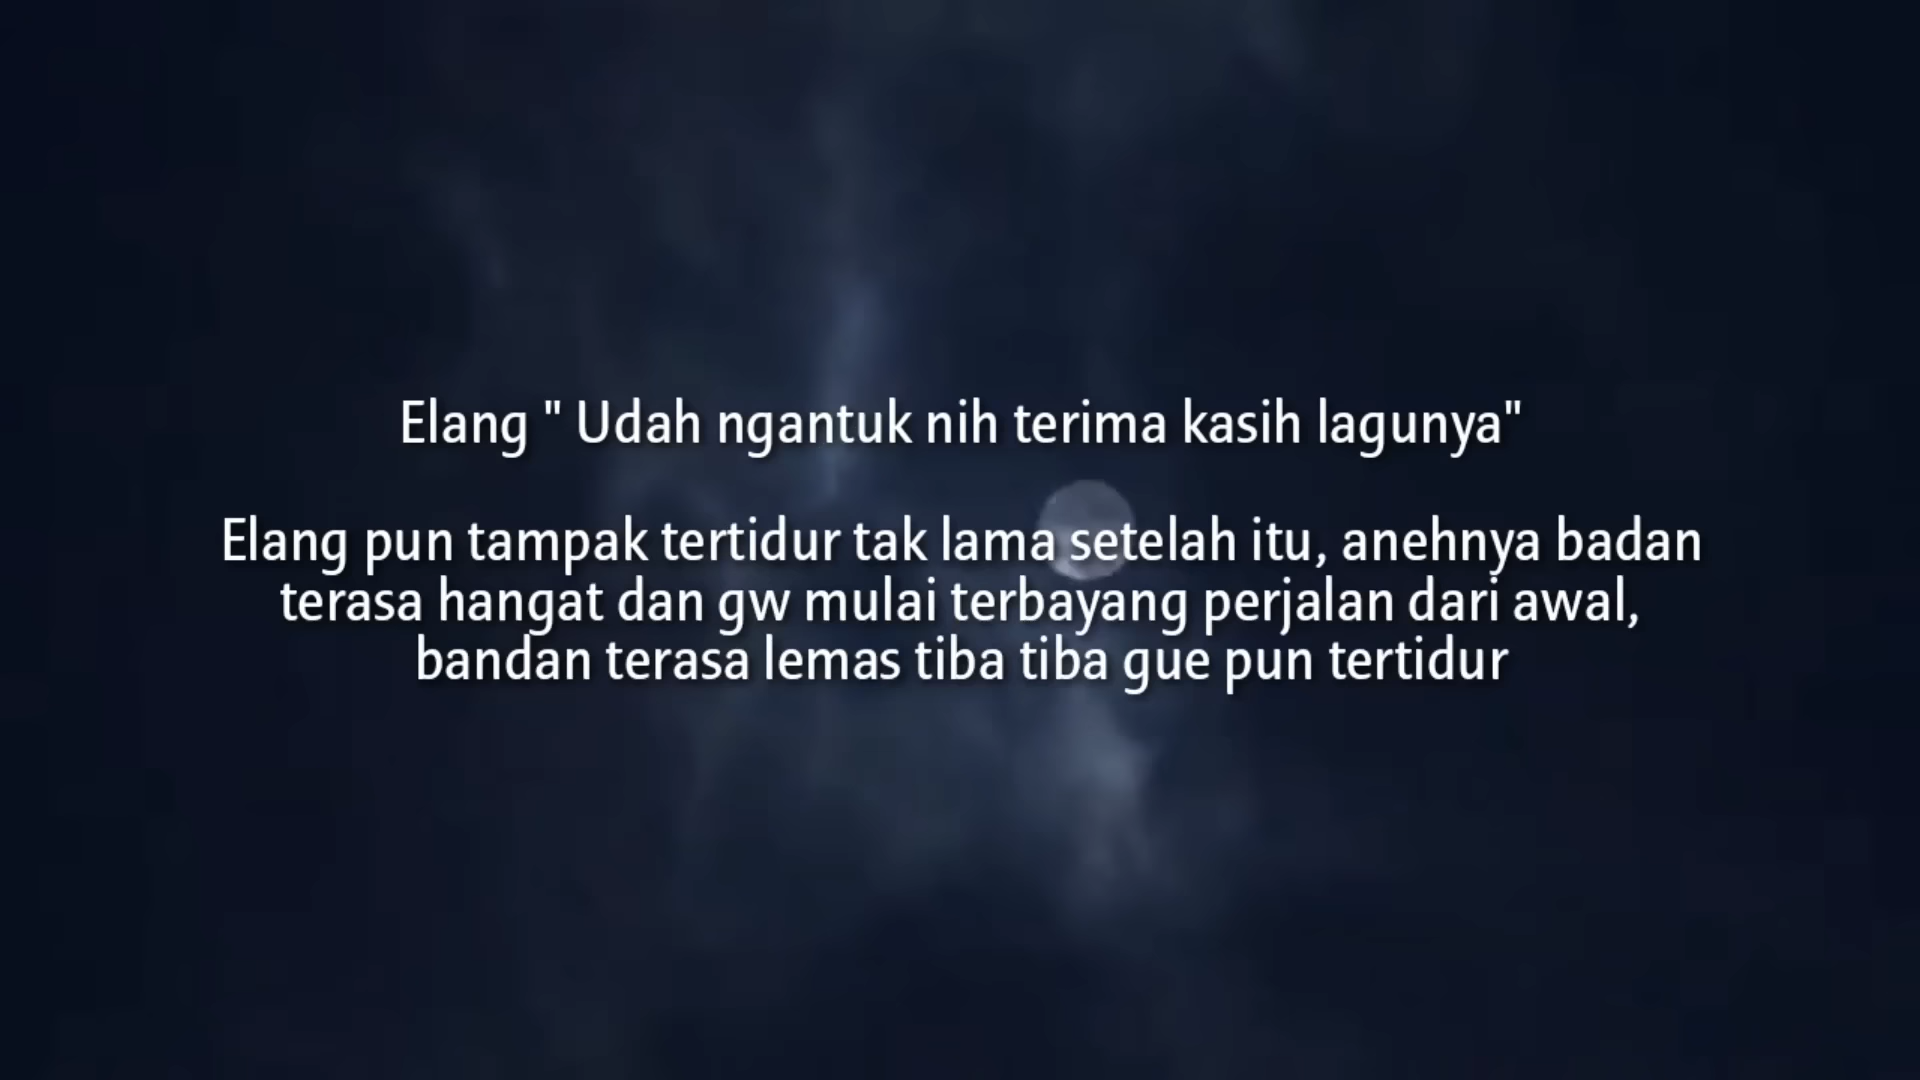 Elang " Udah ngantuk nih terima kasih lagunya"
Elang pun tampak tertidur tak lama setelah itu, anehnya badan
terasa hangat dan gw mulai terbayang perjalan dari awal,
bandan terasa lemas tiba tiba gue pun tertidur